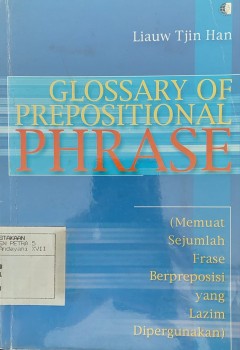 Liauw Tjin Han
GLOSSARY OF
PREPOSITIONAL
PHRASE
(Memuat
Sejumlah
Frase
Berpreposisi
yang
Lazim
Dipergunakan)